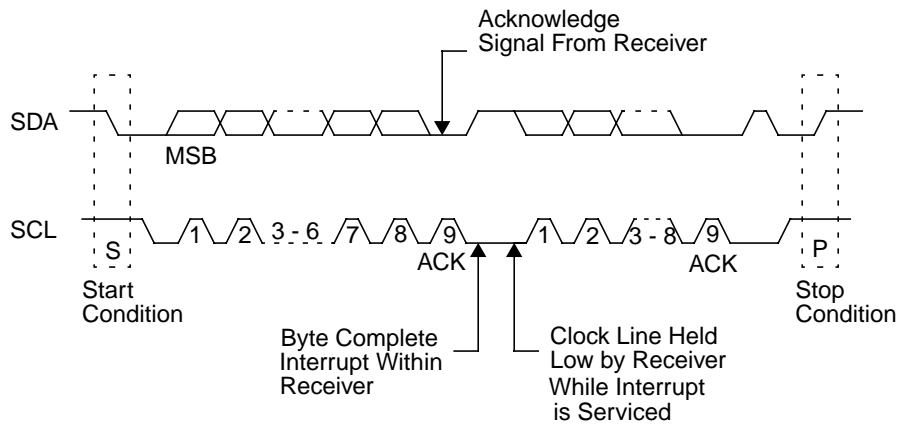 Acknowledge
Signal From Receiver
SDA
MSB
SCL
S 1 2 3 - 6 7 8 9 1 2 3 - 8 9 P
ACK ACK
Start
Condition
Stop
Condition
Byte Complete
Interrupt Within
Receiver
Clock Line Held
Low by Receiver
While Interrupt
is Serviced